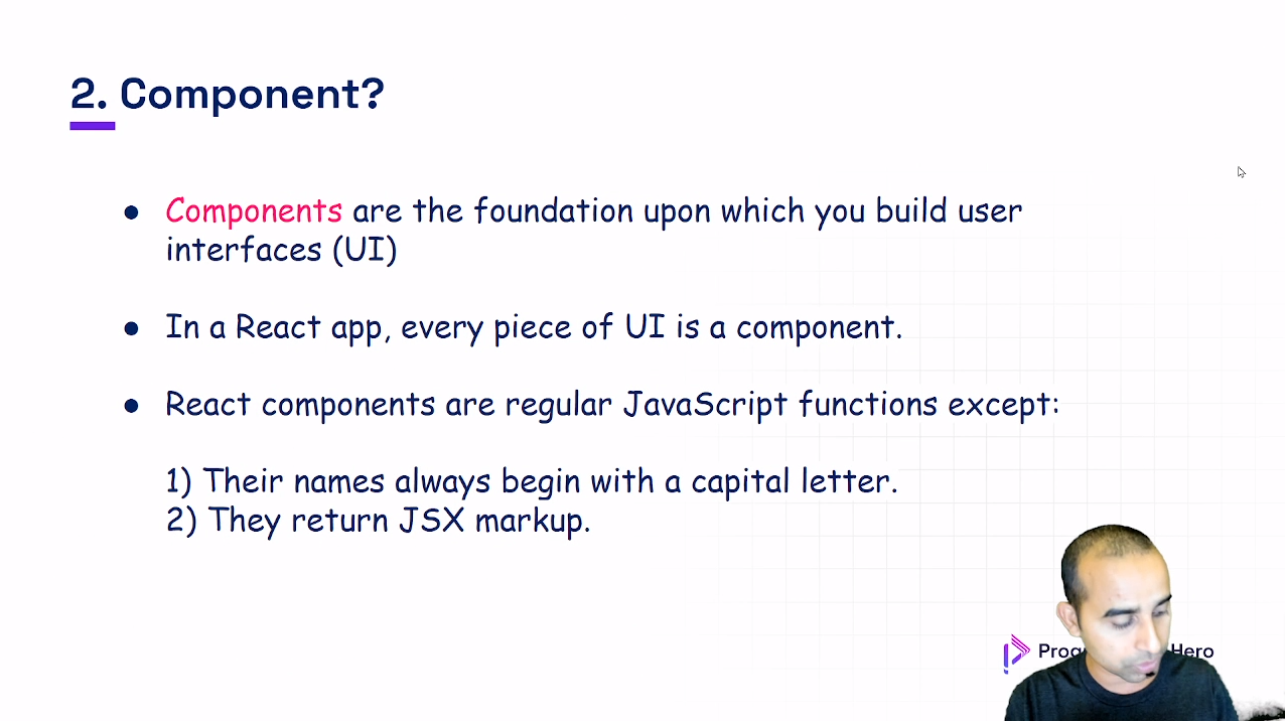 2. Component?
● Components are the foundation upon which you build user
interfaces (UI)
● In a React app, every piece of UI is a component.
● React components are regular JavaScript functions except:
1) Their names always begin with a capital letter.
2) They return JSX markup.
Hero